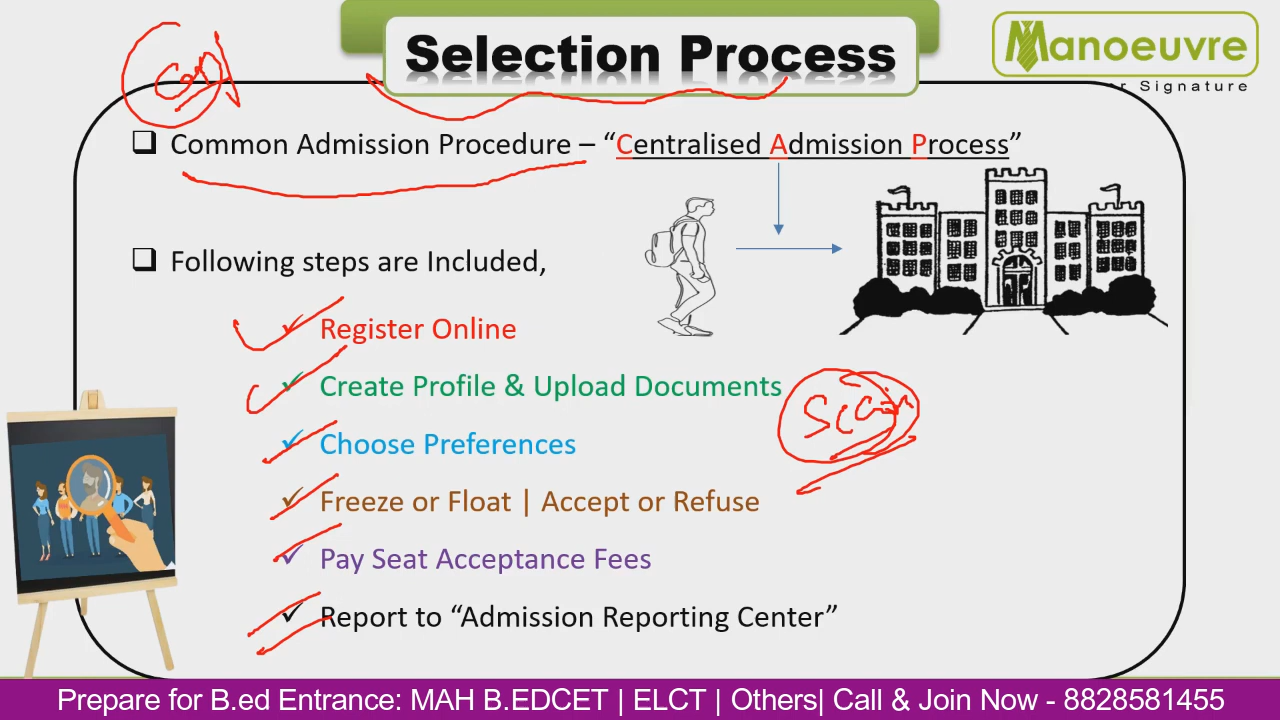 Selection Process
Manoeuvre
r Signature
Common Admission Procedure – “Centralised Admission Process”
Following steps are Included,
Register Online
Create Profile & Upload Documents
Scan
Choose Preferences
Freeze or Float | Accept or Refuse
Pay Seat Acceptance Fees
Report to “Admission Reporting Center”
Prepare for B.ed Entrance: MAH B.EDCET | ELCT | Others| Call & Join Now - 8828581455